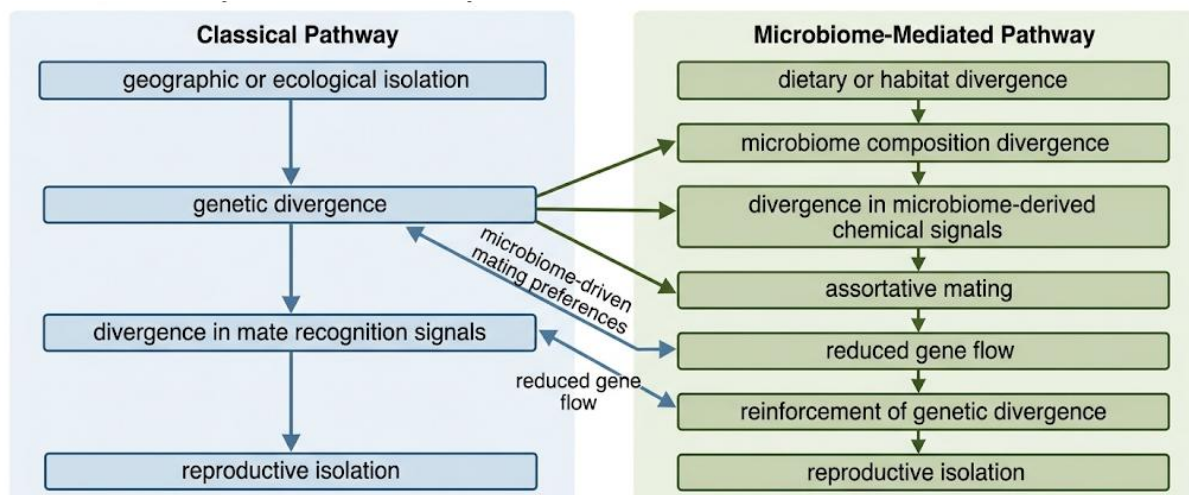 Classical Pathway
geographic or ecological isolation
genetic divergence
divergence in mate recognition signals
reproductive isolation
microbiome-driven
mating preferences
reduced gene
flow
Microbiome-Mediated Pathway
dietary or habitat divergence
microbiome composition divergence
divergence in microbiome-derived
chemical signals
assortative mating
reduced gene flow
reinforcement of genetic divergence
reproductive isolation